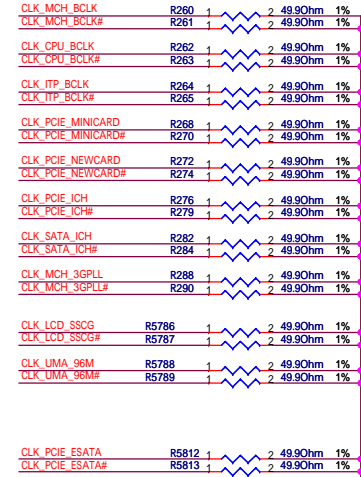 CLK_MCH_BCLK R260 1 2 49.9Ohm 1%
CLK_MCH_BCLK# R261 1 2 49.9Ohm 1%
CLK_CPU_BCLK R262 1 2 49.9Ohm 1%
CLK_CPU_BCLK# R263 1 2 49.9Ohm 1%
CLK_ITP_BCLK R264 1 2 49.9Ohm 1%
CLK_ITP_BCLK# R265 1 2 49.9Ohm 1%
CLK_PCIE_MINICARD R268 1 2 49.9Ohm 1%
CLK_PCIE_MINICARD# R270 1 2 49.9Ohm 1%
CLK_PCIE_NEWCARD R272 1 2 49.9Ohm 1%
CLK_PCIE_NEWCARD# R274 1 2 49.9Ohm 1%
CLK_PCIE_ICH R276 1 2 49.9Ohm 1%
CLK_PCIE_ICH# R279 1 2 49.9Ohm 1%
CLK_SATA_ICH R282 1 2 49.9Ohm 1%
CLK_SATA_ICH# R284 1 2 49.9Ohm 1%
CLK_MCH_3GPLL R288 1 2 49.9Ohm 1%
CLK_MCH_3GPLL# R290 1 2 49.9Ohm 1%
CLK_LCD_SSCG R5786 1 2 49.9Ohm 1%
CLK_LCD_SSCG# R5787 1 2 49.9Ohm 1%
CLK_UMA_96M R5788 1 2 49.9Ohm 1%
CLK_UMA_96M# R5789 1 2 49.9Ohm 1%
CLK_PCIE_ESATA R5812 1 2 49.9Ohm 1%
CLK_PCIE_ESATA# R5813 1 2 49.9Ohm 1%